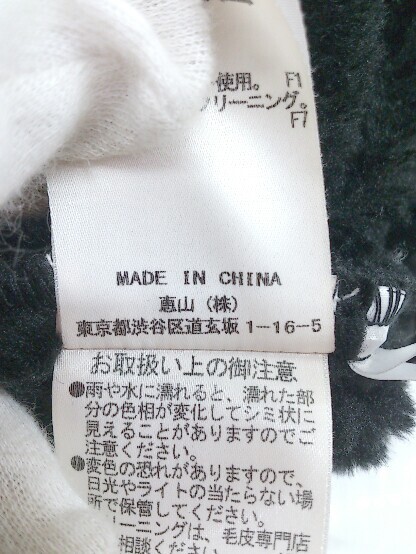 使用。 F1
クリーニング。
F7
MADE IN CHINA
恵山（株）
東京都渋谷区道玄坂1-16-5
お取扱い上の御注意
●雨や水に濡れると、濡れた部
分の色相が変化してシミ状に
見えることがありますのでご
注意ください。
●変色の恐れがありますので、
日光やライトの当たらない場
所で保管してください。
リーニングは、毛皮専門店
相談ください